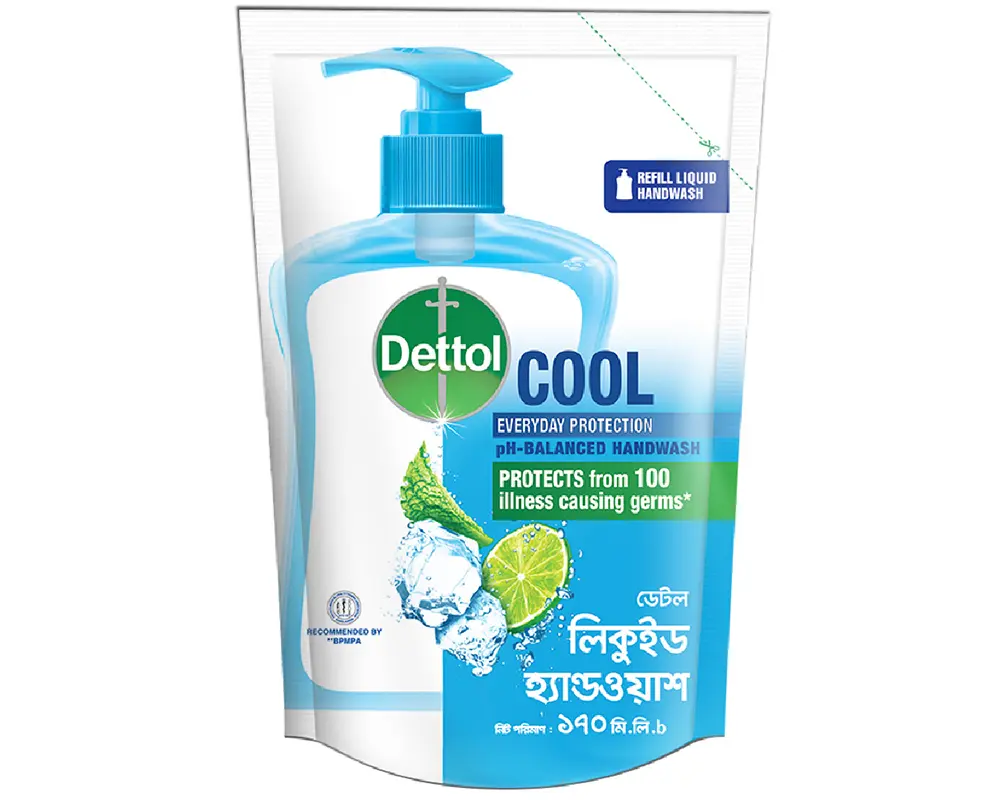 REFILL LIQUID
HANDWASH
Dettol
COOL
EVERYDAY PROTECTION
pH-BALANCED HANDWASH
PROTECTS from 100
illness causing germs*
RECOMMENDED BY
**BPMPA
ডেটল
লিকুইড
হ্যান্ডওয়াশ
নিট পরিমাণ : ১৭০ মি.লি.b